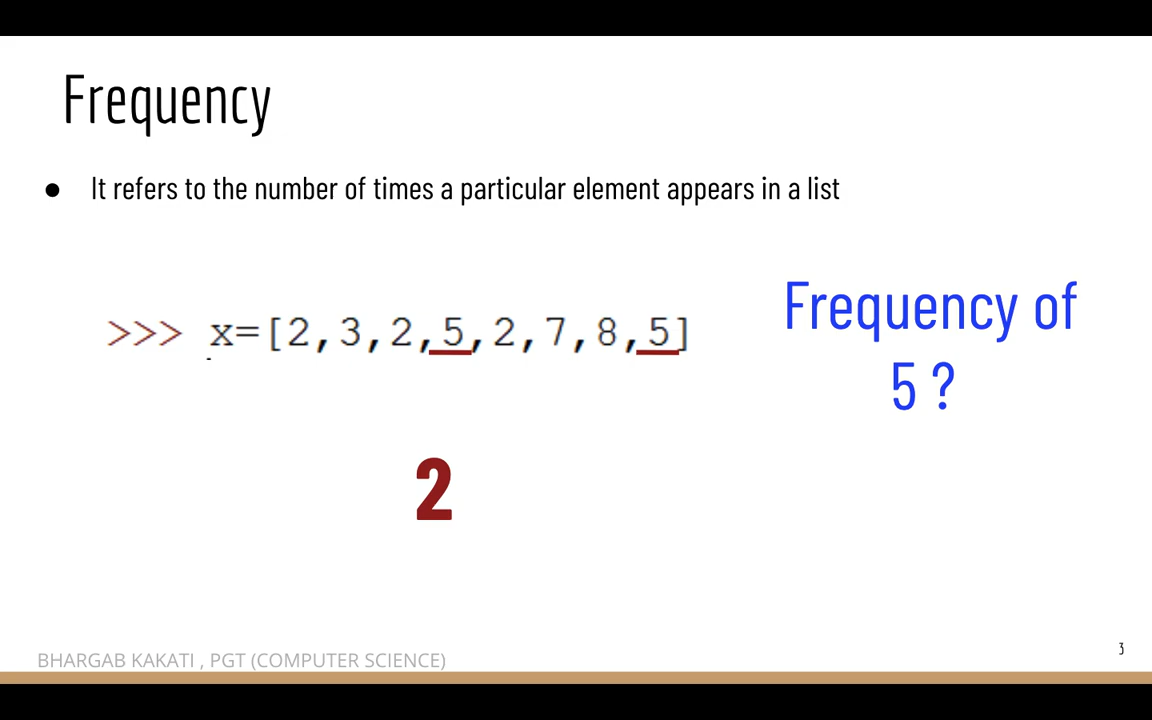 Frequency
● It refers to the number of times a particular element appears in a list
>>> x=[2,3,2,5,2,7,8,5]
Frequency of
5 ?
2
3
BHARGAB KAKATI , PGT (COMPUTER SCIENCE)